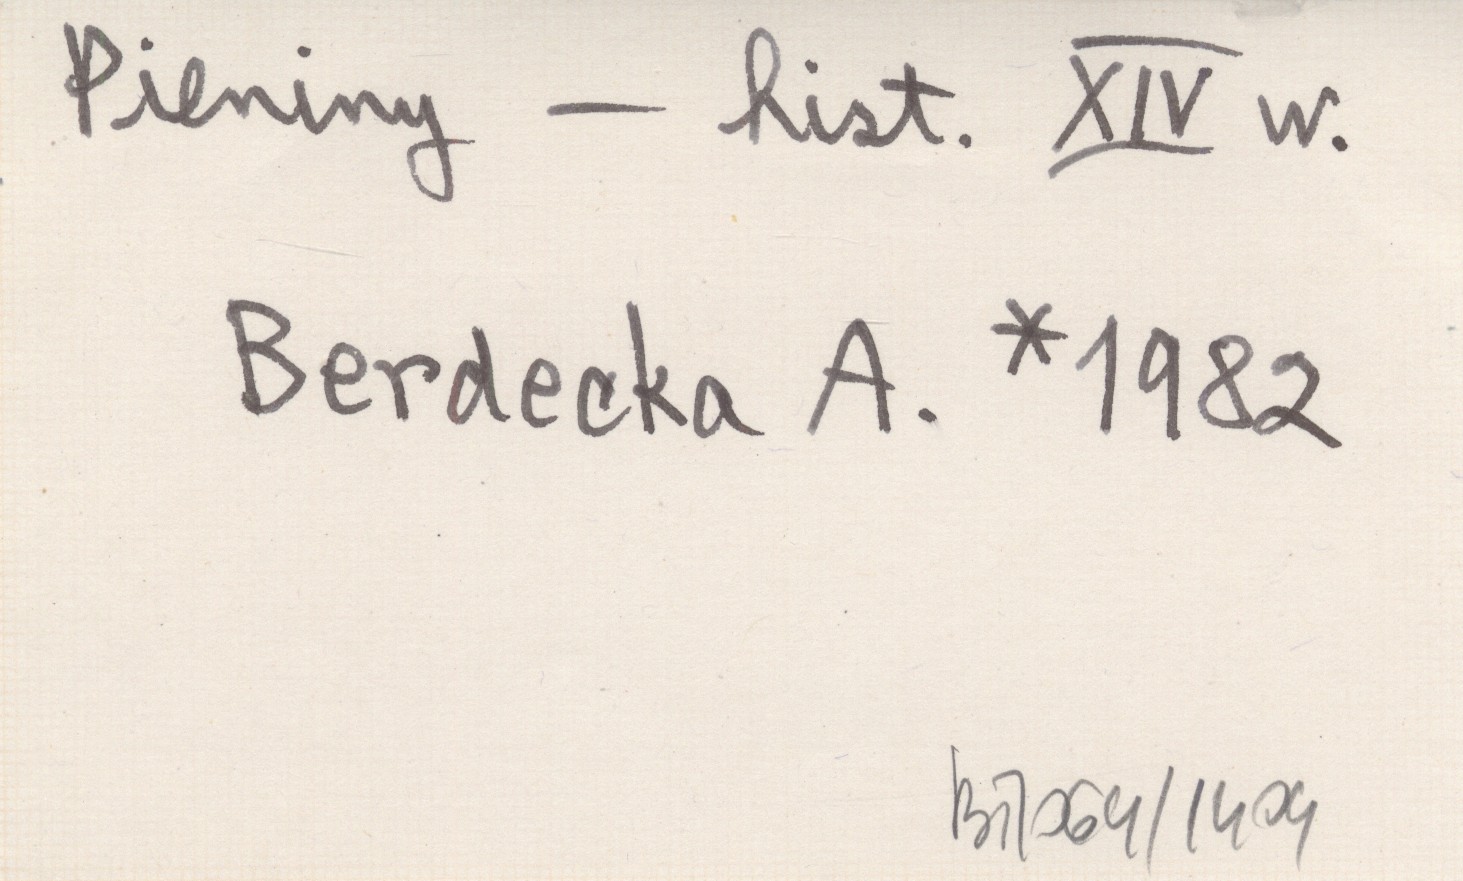 Pieniny — hist. XIV w.
Berdecka A. *1982